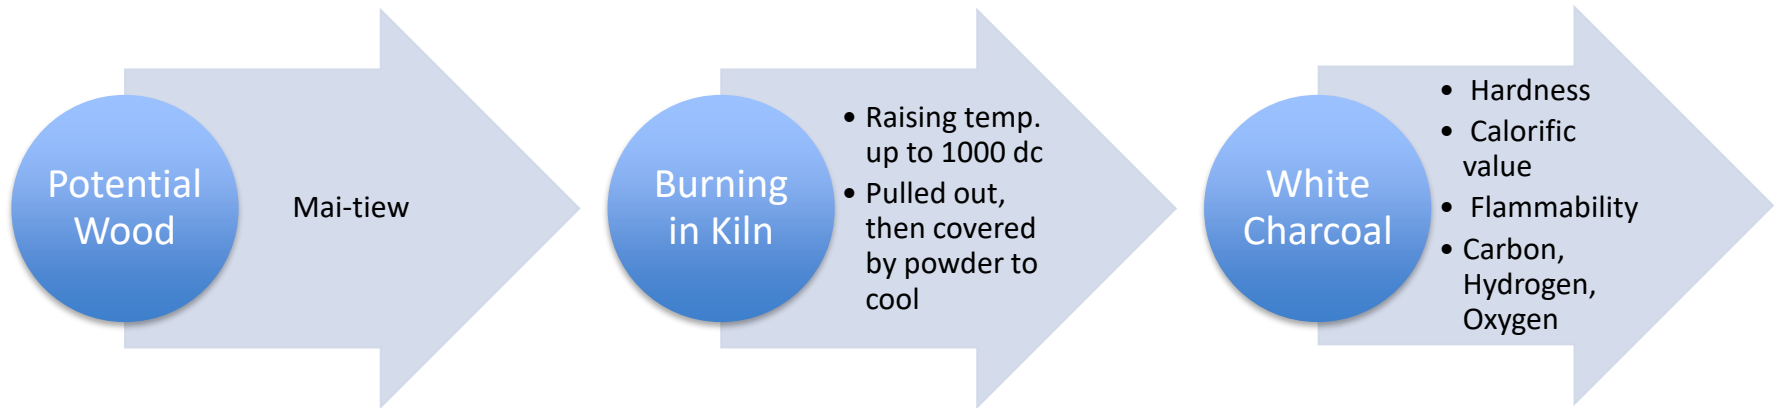 Potential
Wood
Mai-tiew
Burning
in Kiln
• Raising temp.
up to 1000 dc
• Pulled out,
then covered
by powder to
cool
White
Charcoal
• Hardness
• Calorific
value
• Flammability
• Carbon,
Hydrogen,
Oxygen